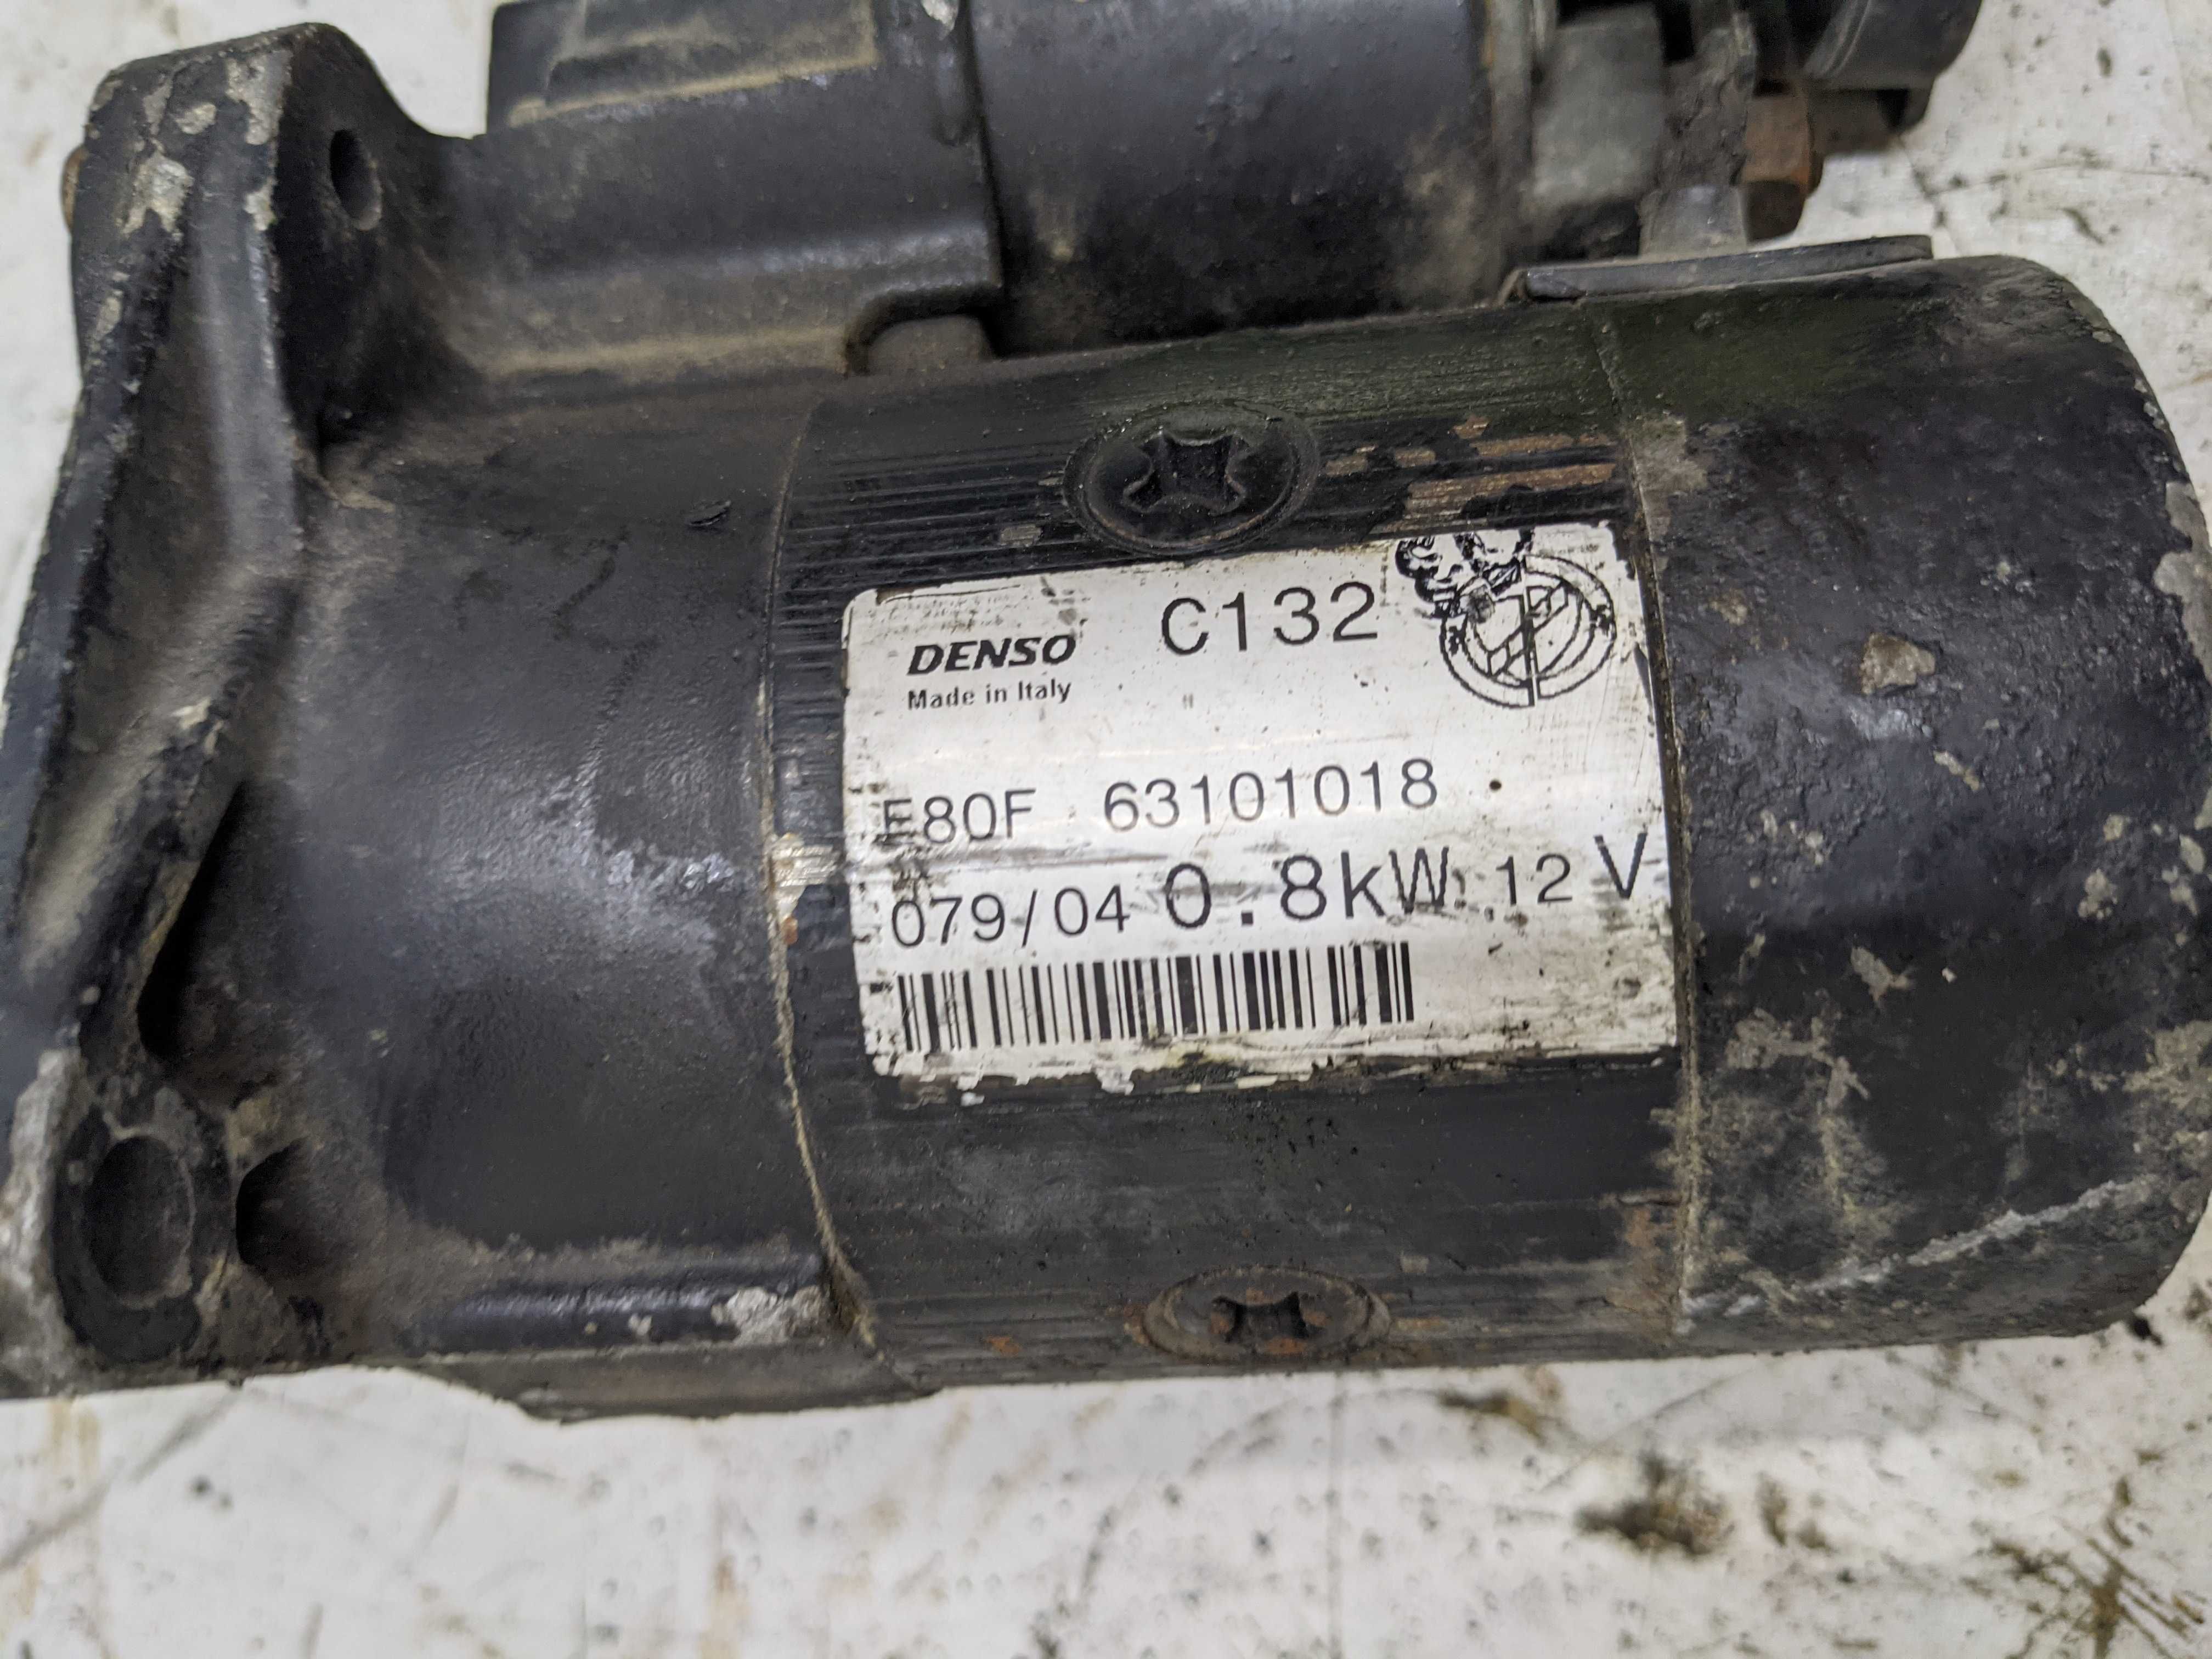 DENSO C132
Made in Italy
E80F 63101018
079/04 0.8kW 12 V